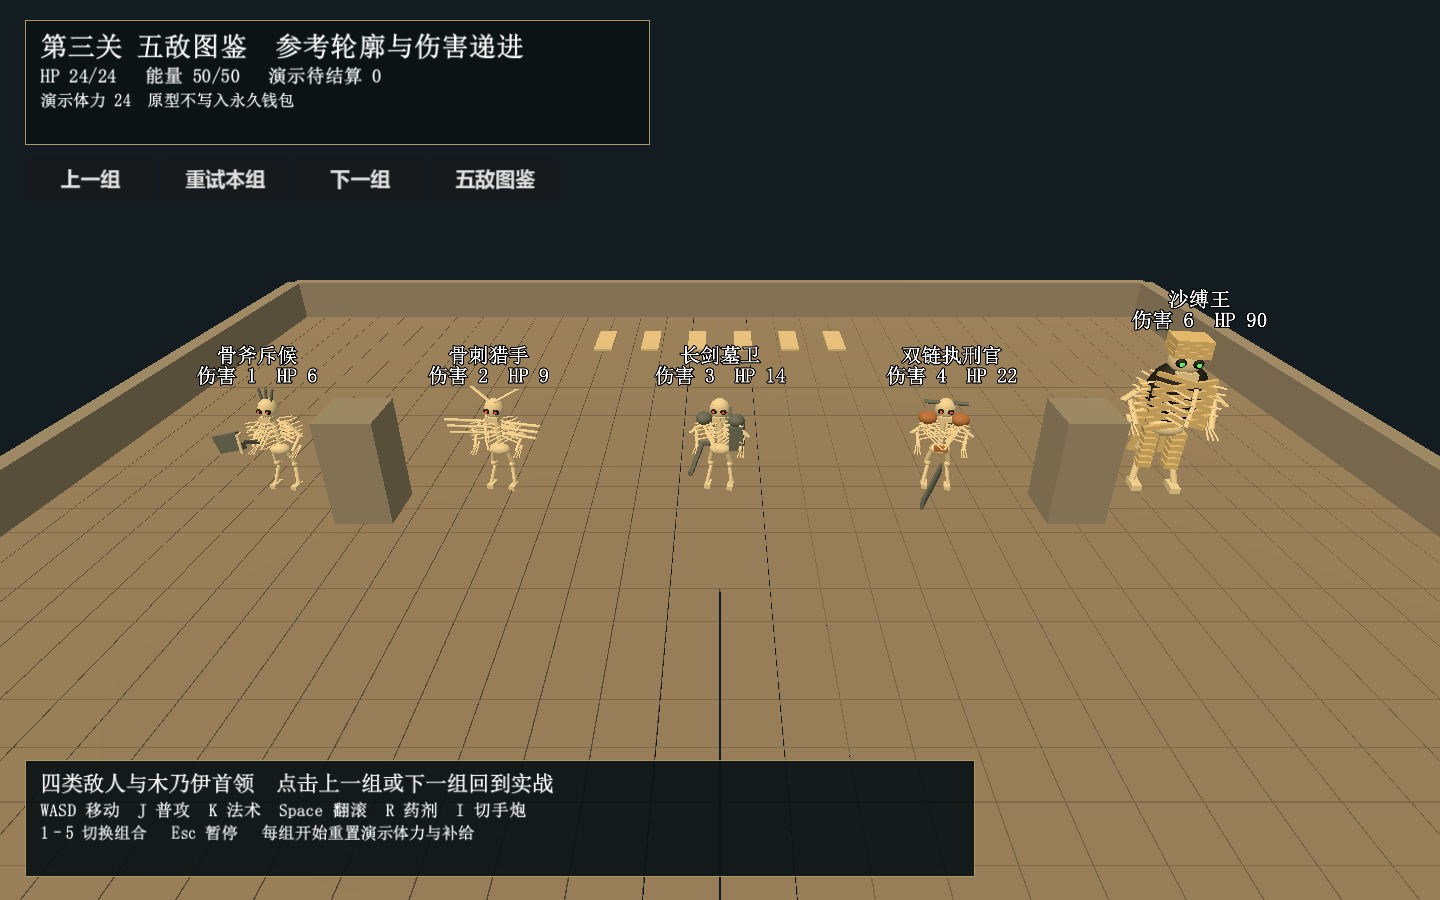 第三关 五敌图鉴 参考轮廓与伤害递进
HP 24/24 能量 50/50 演示待结算 0
演示体力 24 原型不写入永久钱包
上一组 重试本组 下一组 五敌图鉴
沙缚王
伤害 6 HP 90
骨斧斥候
伤害 1 HP 6
骨刺猎手
伤害 2 HP 9
长剑墓卫
伤害 3 HP 14
双链执刑官
伤害 4 HP 22
四类敌人与木乃伊首领 点击上一组或下一组回到实战
WASD 移动 J 普攻 K 法术 Space 翻滚 R 药剂 I 切手炮
1-5 切换组合 Esc 暂停 每组开始重置演示体力与补给